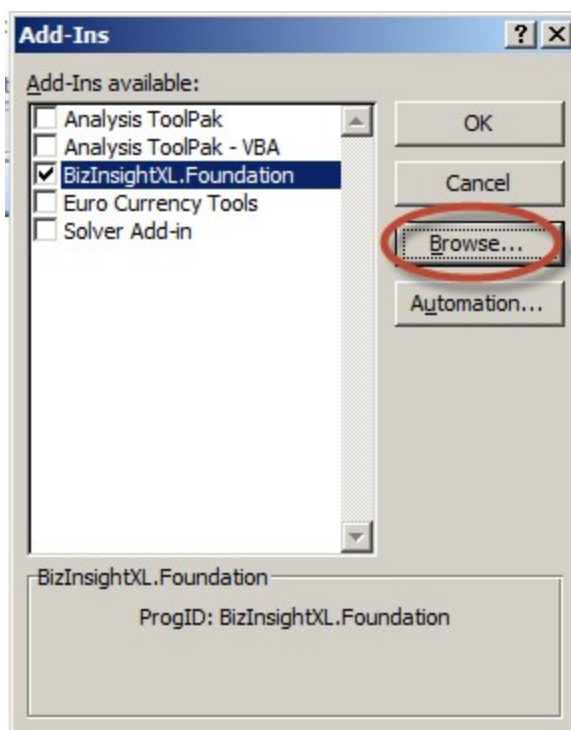 Add-Ins
Add-Ins available:
Analysis ToolPak
Analysis ToolPak - VBA
BizInsightXL.Foundation
Euro Currency Tools
Solver Add-in
OK
Cancel
Browse...
Automation...
BizInsightXL.Foundation
ProgID: BizInsightXL.Foundation